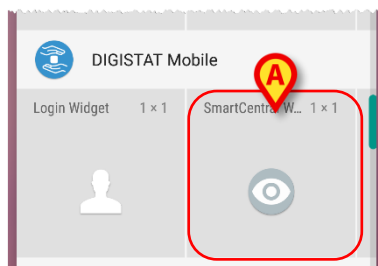 DIGISTAT Mobile
A
Login Widget 1 × 1
SmartCentral W... 1 × 1